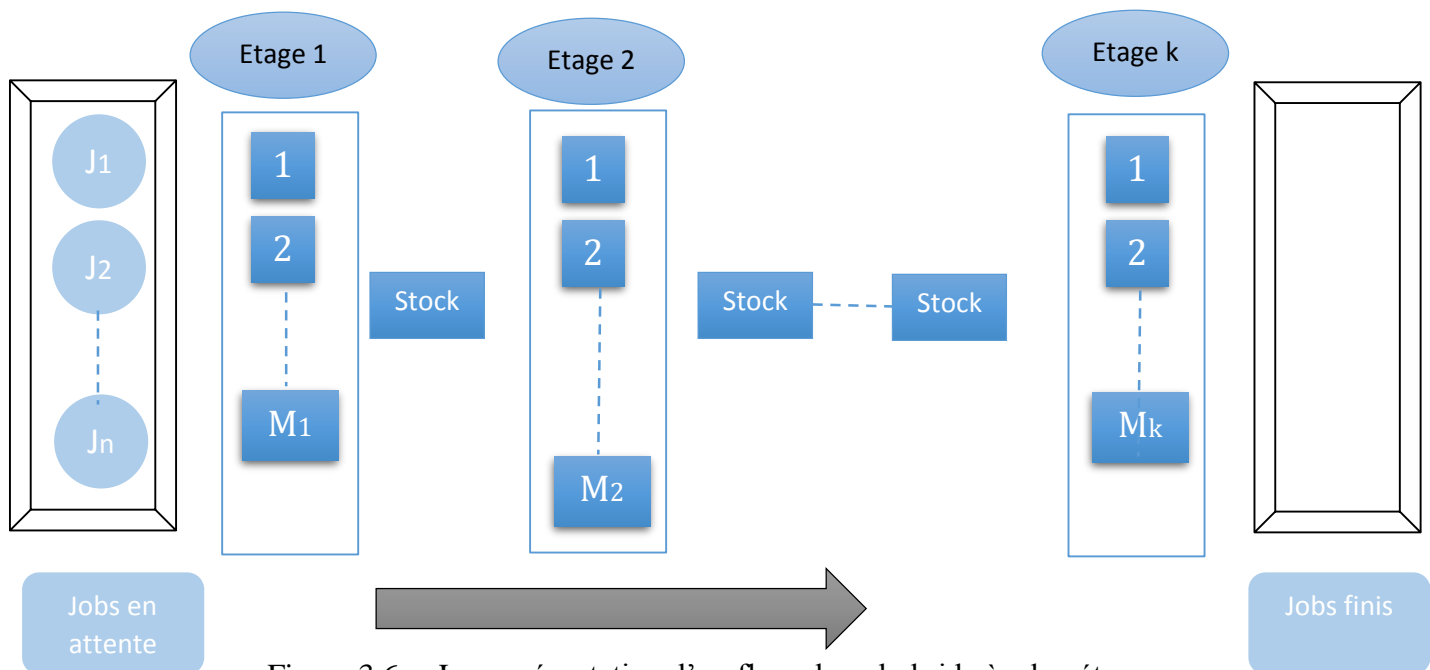 Etage 1
Etage 2
Etage k
J1
J2
Jn
1
2
M1
Stock
1
2
M2
Stock
Stock
1
2
Mk
Jobs en
attente
Jobs finis